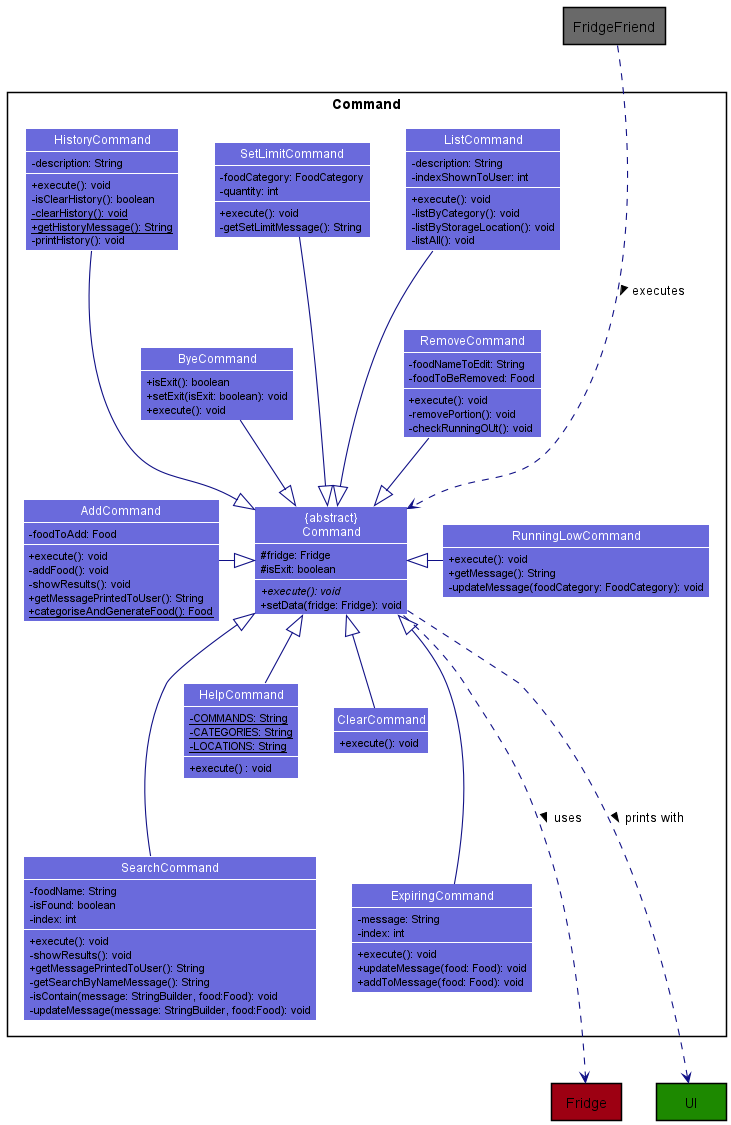 FridgeFriend
Command
HistoryCommand
-description: String
+execute(): void
-isClearHistory(): boolean
-clearHistory(): void
+getHistoryMessage(): String
-printHistory(): void
SetLimitCommand
-foodCategory: FoodCategory
-quantity: int
+execute(): void
-getSetLimitMessage(): String
ListCommand
-description: String
-indexShownToUser: int
+execute(): void
-listByCategory(): void
-listByStorageLocation(): void
-listAll(): void
executes
ByeCommand
+isExit(): boolean
+setExit(isExit: boolean): void
+execute(): void
RemoveCommand
-foodNameToEdit: String
-foodToBeRemoved: Food
+execute(): void
-removePortion(): void
-checkRunningOUt(): void
AddCommand
-foodToAdd: Food
+execute(): void
-addFood(): void
-showResults(): void
+getMessagePrintedToUser(): String
+categoriseAndGenerateFood(): Food
{abstract}
Command
#fridge: Fridge
#isExit: boolean
+execute(): void
+setData(fridge: Fridge): void
RunningLowCommand
+execute(): void
+getMessage(): String
-updateMessage(foodCategory: FoodCategory): void
HelpCommand
-COMMANDS: String
-CATEGORIES: String
-LOCATIONS: String
+execute() : void
ClearCommand
+execute(): void
uses
prints with
SearchCommand
-foodName: String
-isFound: boolean
-index: int
+execute(): void
-showResults(): void
+getMessagePrintedToUser(): String
-getSearchByNameMessage(): String
-isContain(message: StringBuilder, food:Food): void
-updateMessage(message: StringBuilder, food:Food): void
ExpiringCommand
-message: String
-index: int
+execute(): void
+updateMessage(food: Food): void
+addToMessage(food: Food): void
Fridge
UI